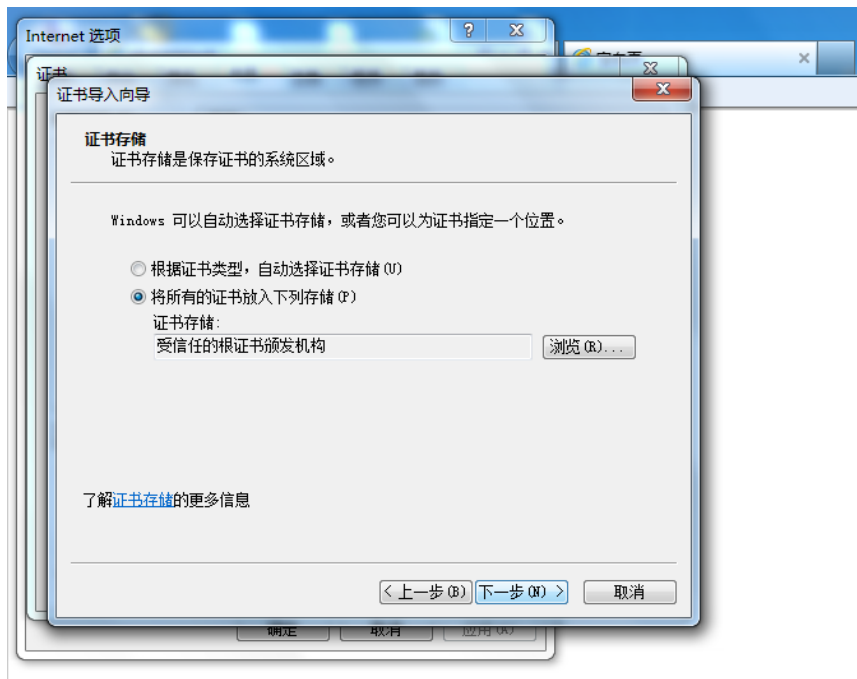 Internet 选项
证书
证书导入向导
证书存储
证书存储是保存证书的系统区域。
Windows 可以自动选择证书存储，或者您可以为证书指定一个位置。
根据证书类型，自动选择证书存储(U)
将所有的证书放入下列存储(P)
证书存储:
受信任的根证书颁发机构
浏览(R)...
了解证书存储的更多信息
< 上一步(B)
下一步(N) >
取消
确定
取消